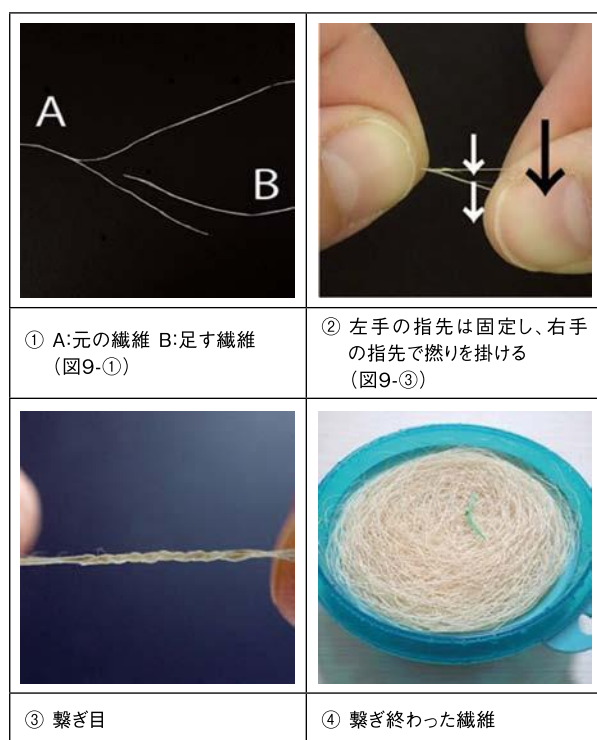 A
B
① A:元の繊維 B:足す繊維
（図9-①）
② 左手の指先は固定し、右手
の指先で撚りを掛ける
（図9-③）
③ 繋ぎ目
④ 繋ぎ終わった繊維